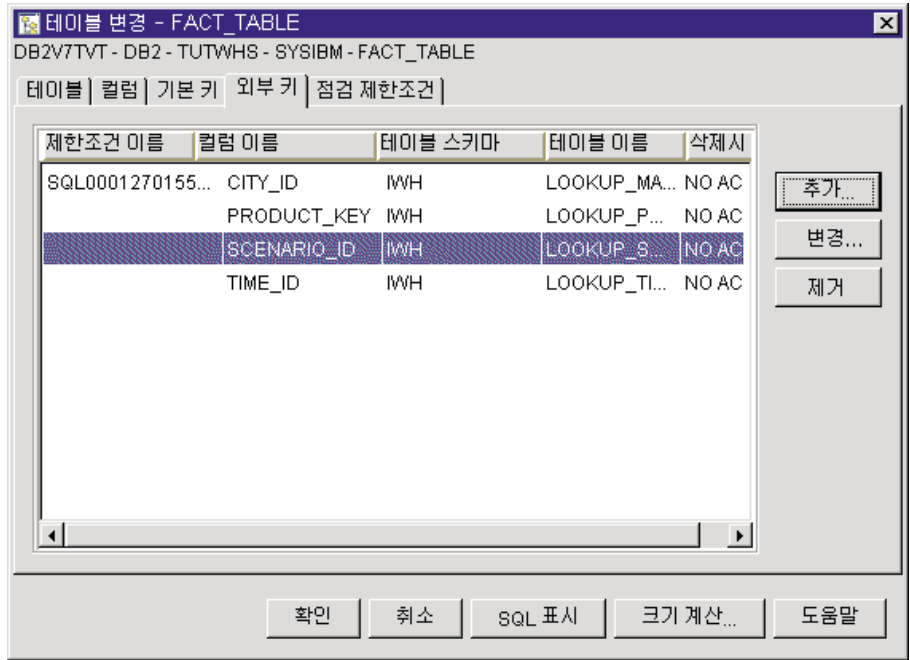 테이블 변경 - FACT_TABLE
DB2V7TVT - DB2 - TUTWHS - SYSIBM - FACT_TABLE
테이블 컬럼 기본 키 외부 키 점검 제한조건
제한조건 이름 컬럼 이름 테이블 스키마 테이블 이름 삭제시
SQL0001270155... CITY_ID IWH LOOKUP_MA... NO AC
PRODUCT_KEY IWH LOOKUP_P... NO AC
SCENARIO_ID IWH LOOKUP_S... NO AC
TIME_ID IWH LOOKUP_TI... NO AC
추가...
변경...
제거
확인 취소 SQL 표시 크기 계산... 도움말